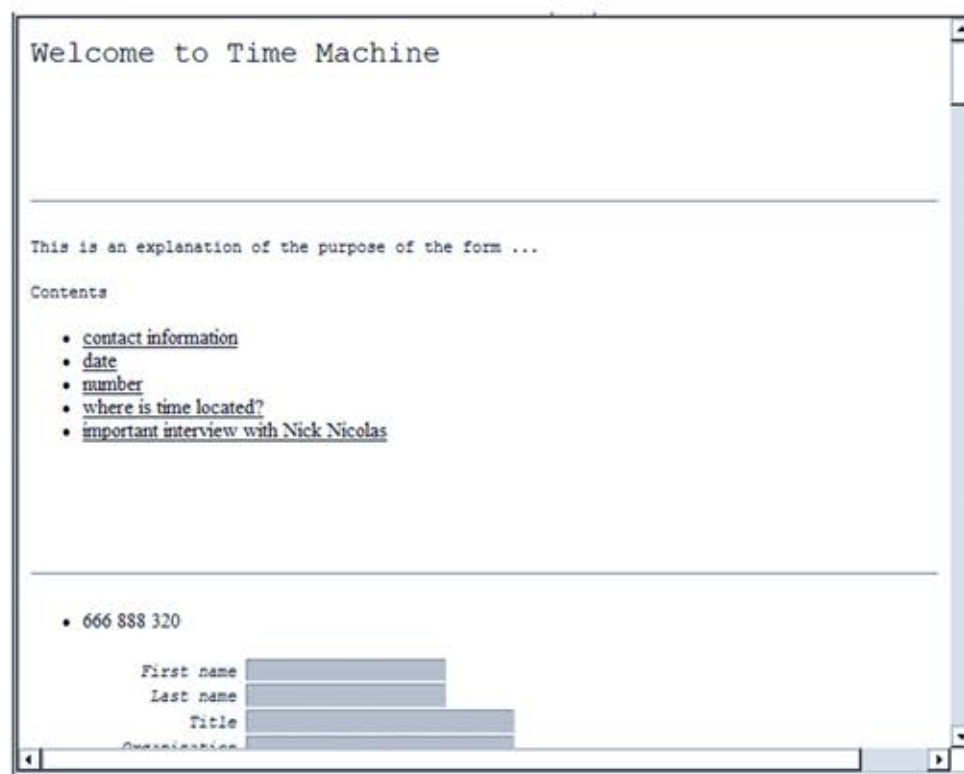 Welcome to Time Machine
This is an explanation of the purpose of the form ...
Contents
contact information
date
number
where is time located?
important interview with Nick Nicolas
666 888 320
First name
Last name
Title
Organisation